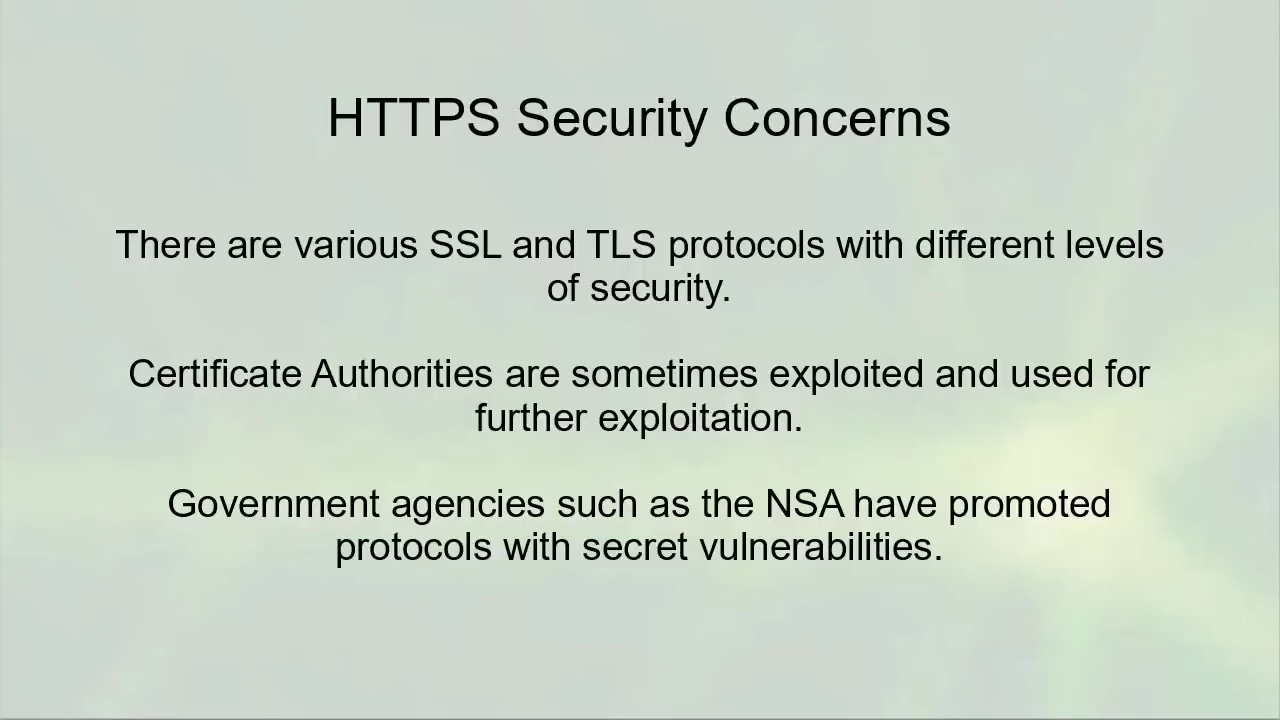 HTTPS Security Concerns
There are various SSL and TLS protocols with different levels
of security.
Certificate Authorities are sometimes exploited and used for
further exploitation.
Government agencies such as the NSA have promoted
protocols with secret vulnerabilities.